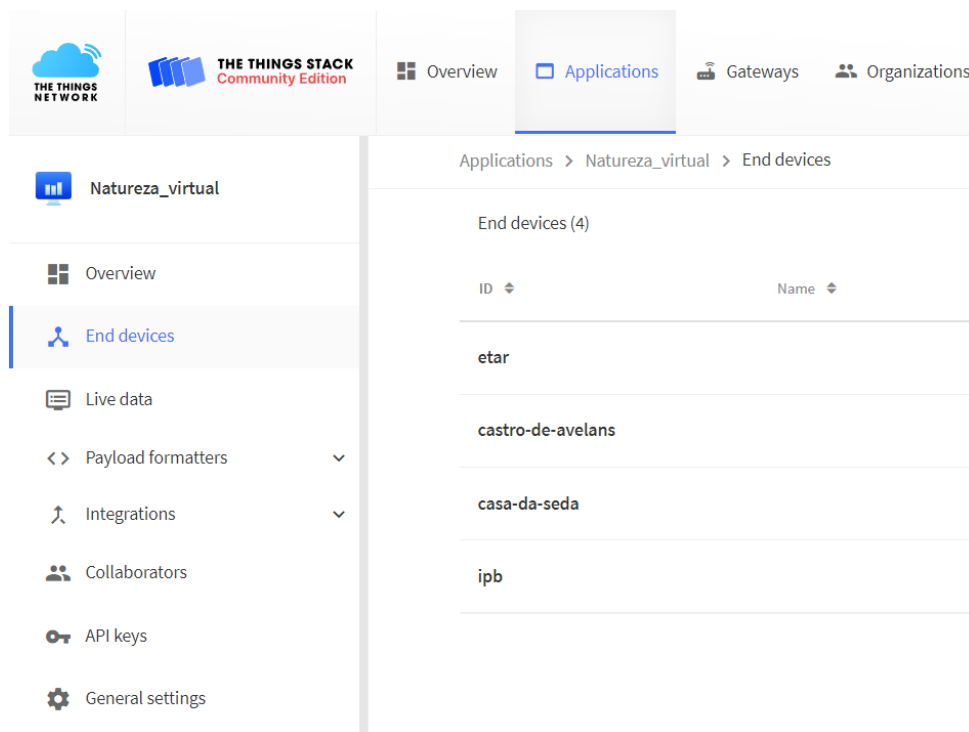 THE THINGS
NETWORK
THE THINGS STACK
Community Edition
Overview
Applications
Gateways
Organizations
Natureza_virtual
Overview
End devices
Live data
Payload formatters
Integrations
Collaborators
API keys
General settings
Applications > Natureza_virtual > End devices
End devices (4)
ID Name
etar
castro-de-avelans
casa-da-seda
ipb